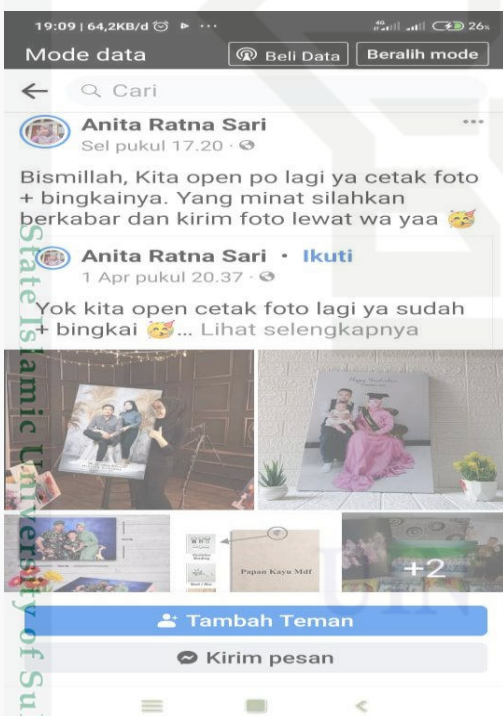 19:09 | 64,2KB/d ...
4G 26%
Mode data
Beli Data
Beralih mode
Cari
Anita Ratna Sari
Sel pukul 17.20 ·
Bismillah, Kita open po lagi ya cetak foto
+ bingkainya. Yang minat silahkan
berkabar dan kirim foto lewat wa yaa 🥳
Anita Ratna Sari • Ikuti
1 Apr pukul 20.37 ·
Yok kita open cetak foto lagi ya sudah
+ bingkai 🥳... Lihat selengkapnya
Papan Kayu Mdf
+2
Tambah Teman
Kirim pesan
State Islamic University of Su
UIN